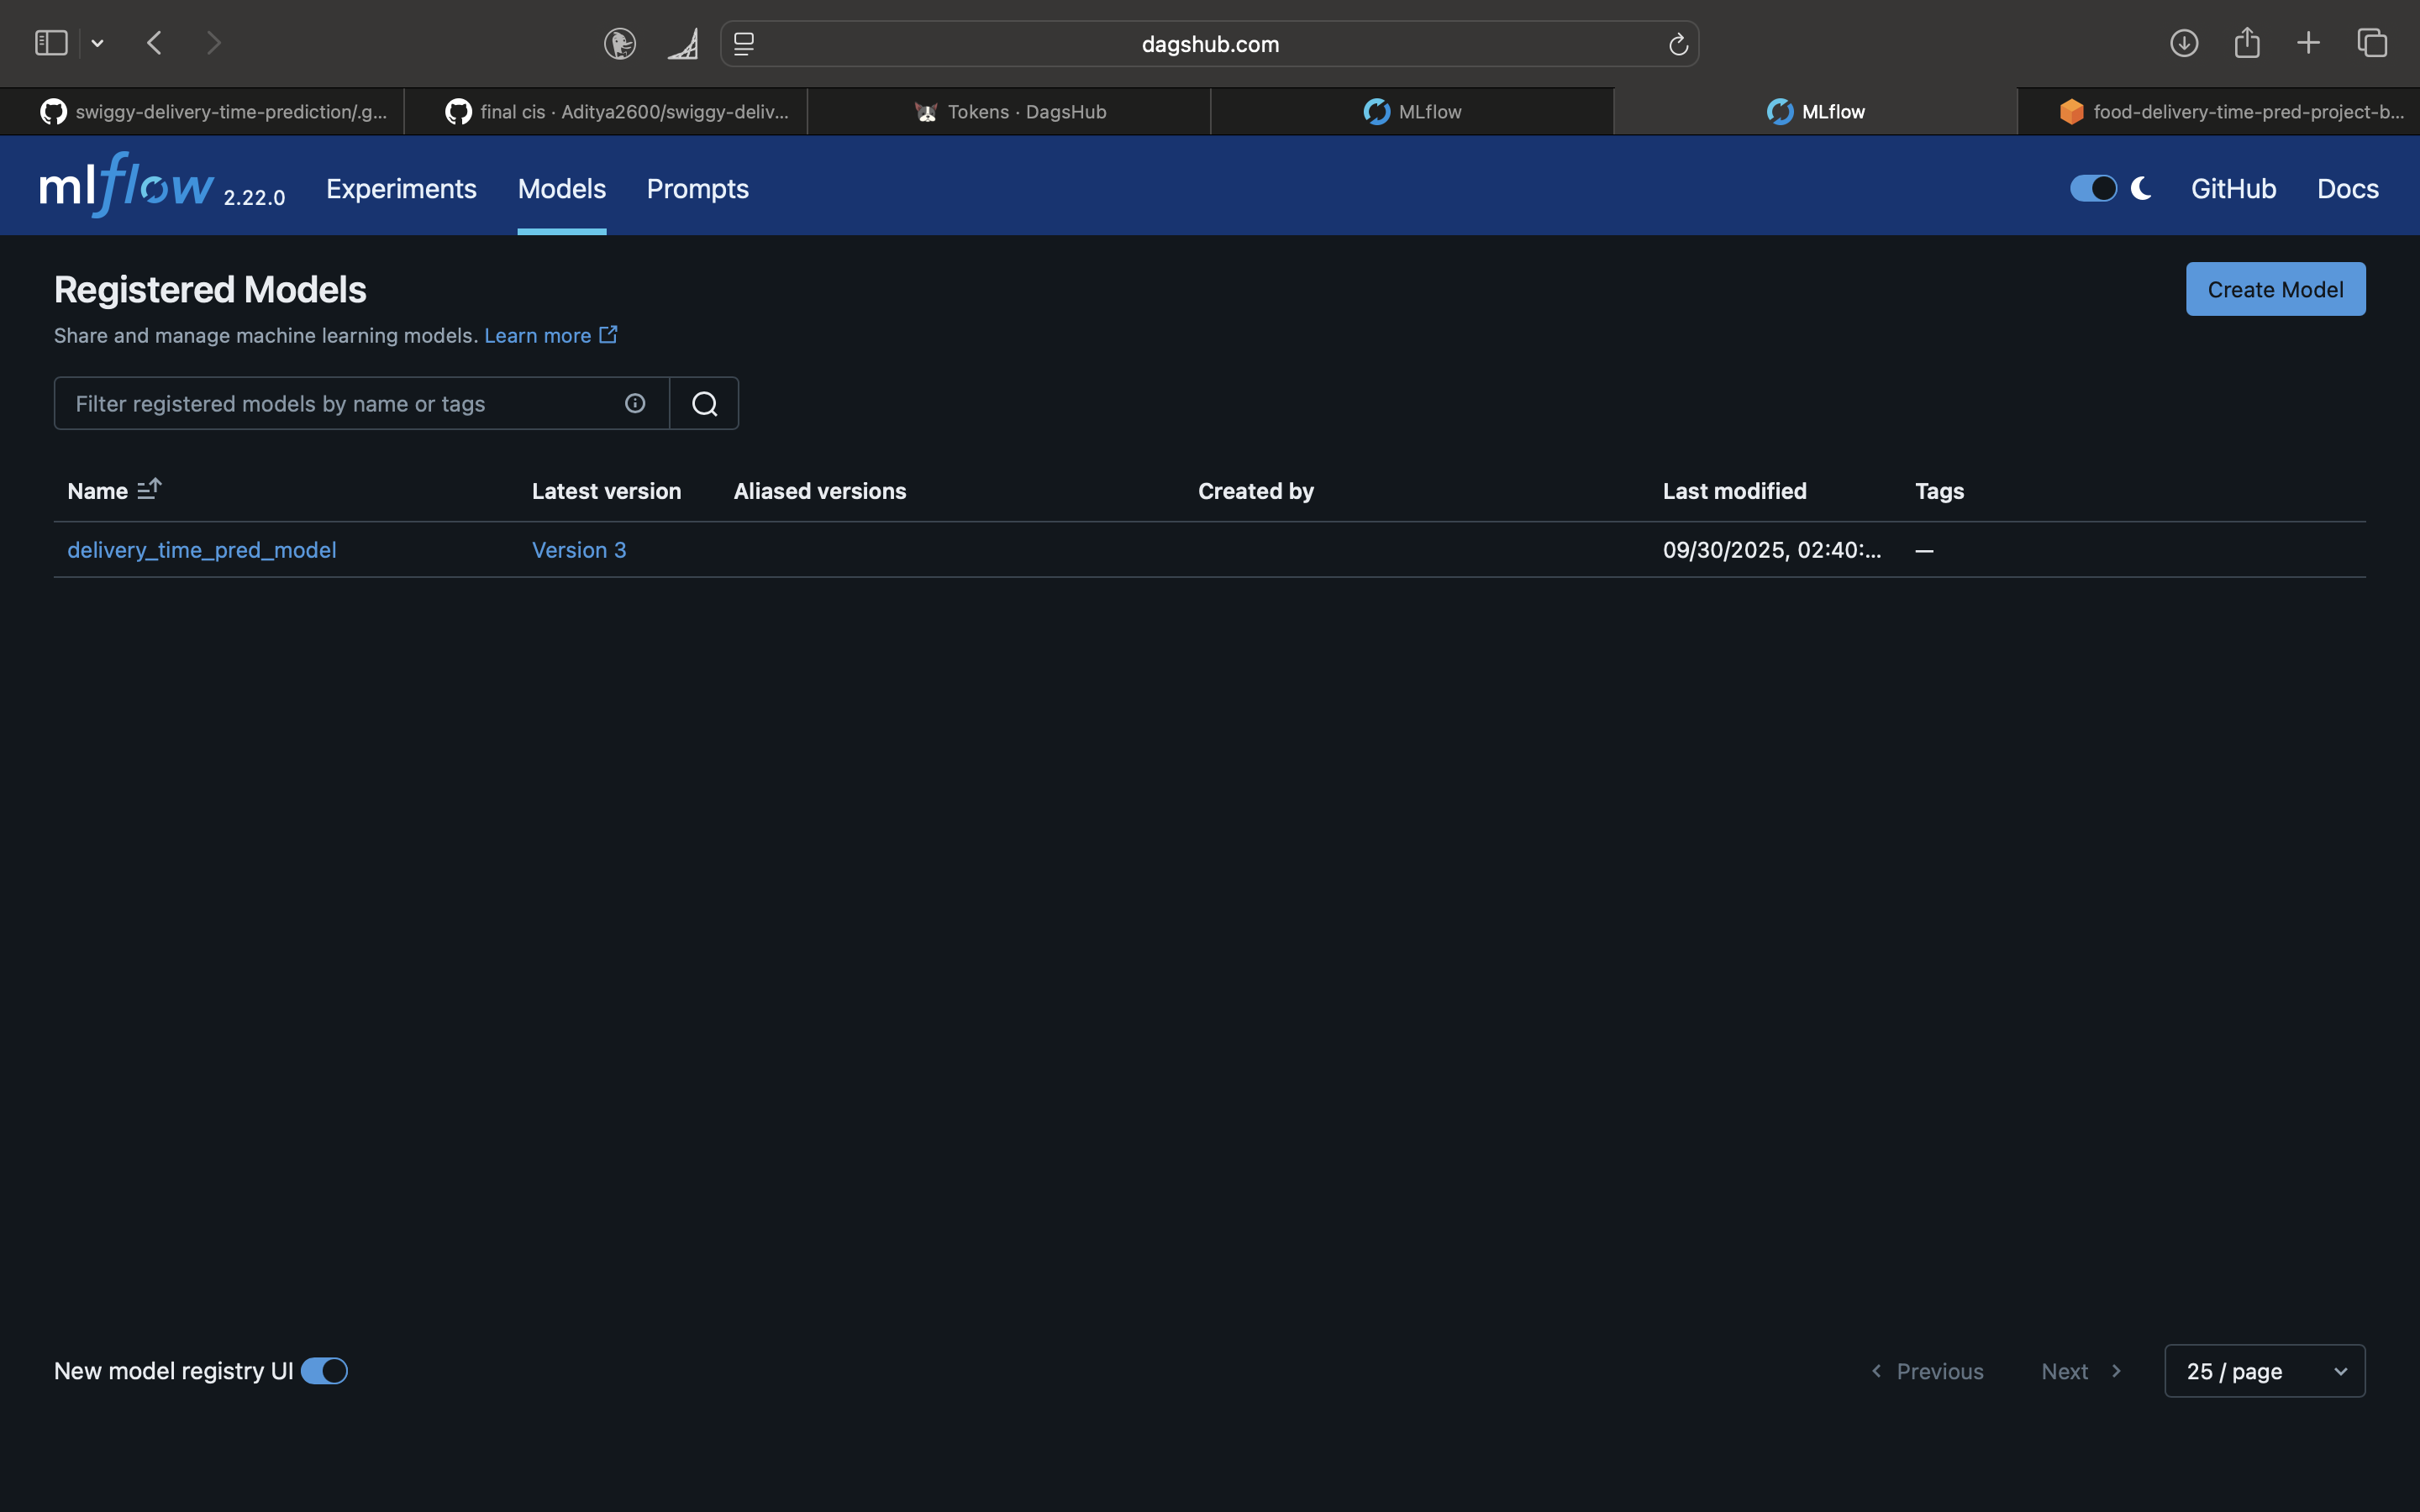 dagshub.com
swiggy-delivery-time-prediction/.g...
final cis · Aditya2600/swiggy-deliv...
Tokens · DagsHub
MLflow
MLflow
food-delivery-time-pred-project-b...
mlflow 2.22.0
Experiments
Models
Prompts
GitHub
Docs
Registered Models
Create Model
Share and manage machine learning models. Learn more
Filter registered models by name or tags
Name
Latest version
Aliased versions
Created by
Last modified
Tags
delivery_time_pred_model
Version 3
09/30/2025, 02:40:...
—
New model registry UI
Previous
Next
25 / page